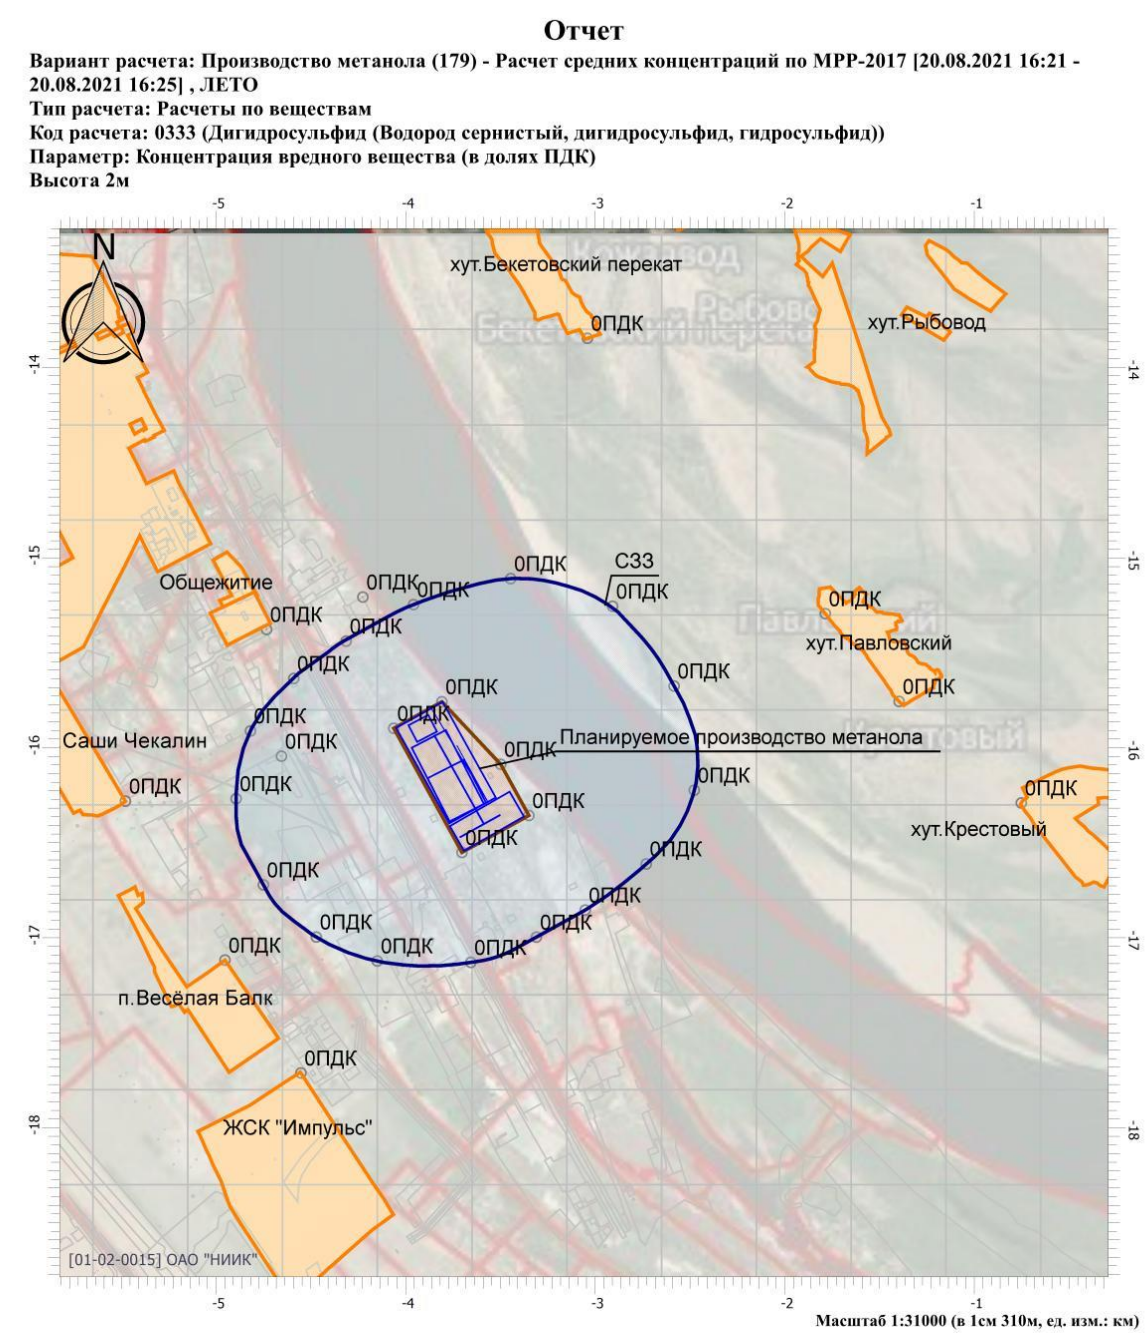 Отчет
Вариант расчета: Производство метанола (179) - Расчет средних концентраций по МРР-2017 [20.08.2021 16:21 -
20.08.2021 16:25] , ЛЕТО
Тип расчета: Расчеты по веществам
Код расчета: 0333 (Дигидросульфид (Водород сернистый, дигидросульфид, гидросульфид))
Параметр: Концентрация вредного вещества (в долях ПДК)
Высота 2м
-5 -4 -3 -2 -1
N
хут.Бекетовский перекат
Рыбово
0ПДК
хут.Рыбовод
-14 -14
-15 -15
0ПДК
СЗЗ
Общежитие
0ПДК
0ПДК
0ПДК
0ПДК
0ПДК
0ПДК
хут.Павловский
0ПДК
0ПДК
0ПДК
0ПДК
0ПДК
0ПДК
0ПДК
Саши Чекалин
0ПДК
0ПДК
Планируемое производство метанола
-16 -16
0ПДК
0ПДК
0ПДК
0ПДК
0ПДК
хут.Крестовый
0ПДК
0ПДК
0ПДК
0ПДК
0ПДК
-17 -17
0ПДК
0ПДК
0ПДК
п.Весёлая Балк
0ПДК
ЖСК "Импульс"
-18 -18
[01-02-0015] ОАО "НИИК"
-5 -4 -3 -2 -1
Масштаб 1:31000 (в 1см 310м, ед. изм.: км)